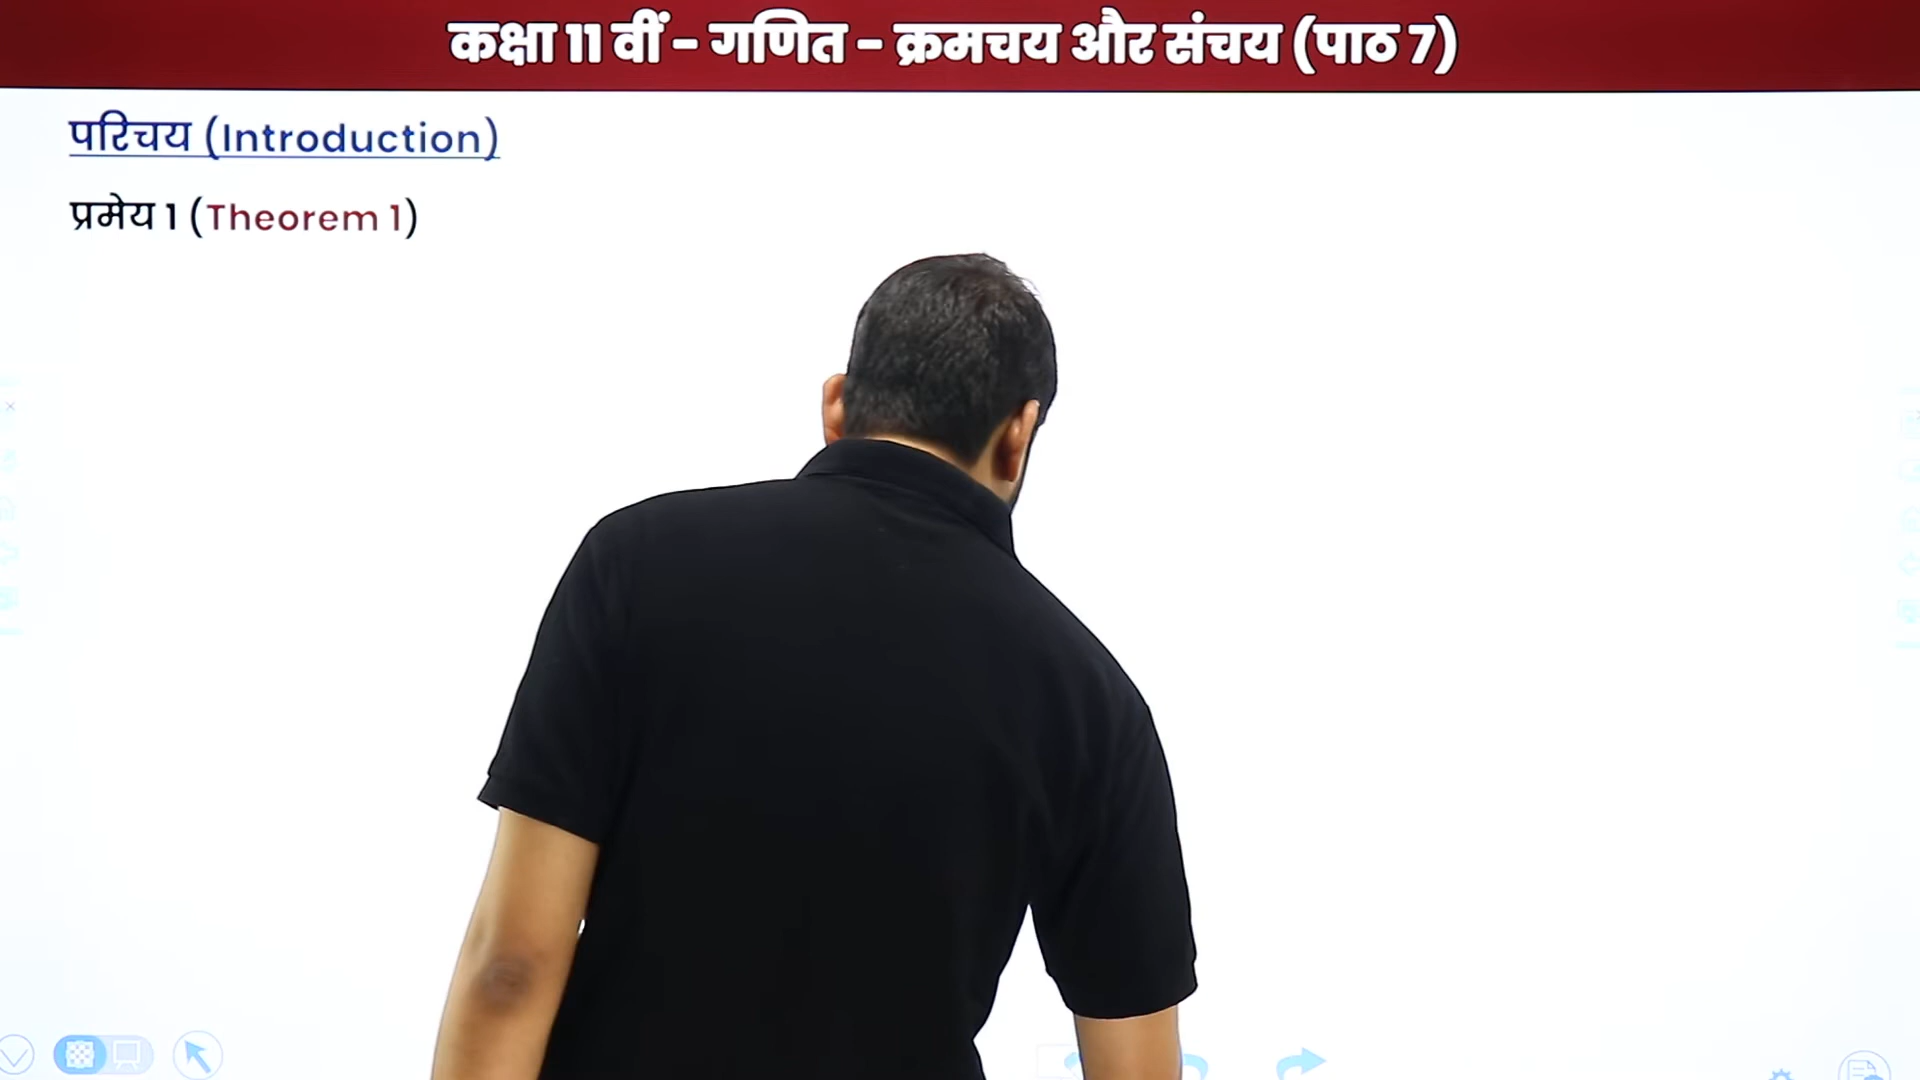 कक्षा 11 वीं - गणित - क्रमचय और संचय (पाठ 7)
परिचय (Introduction)
प्रमेय 1 (Theorem 1)